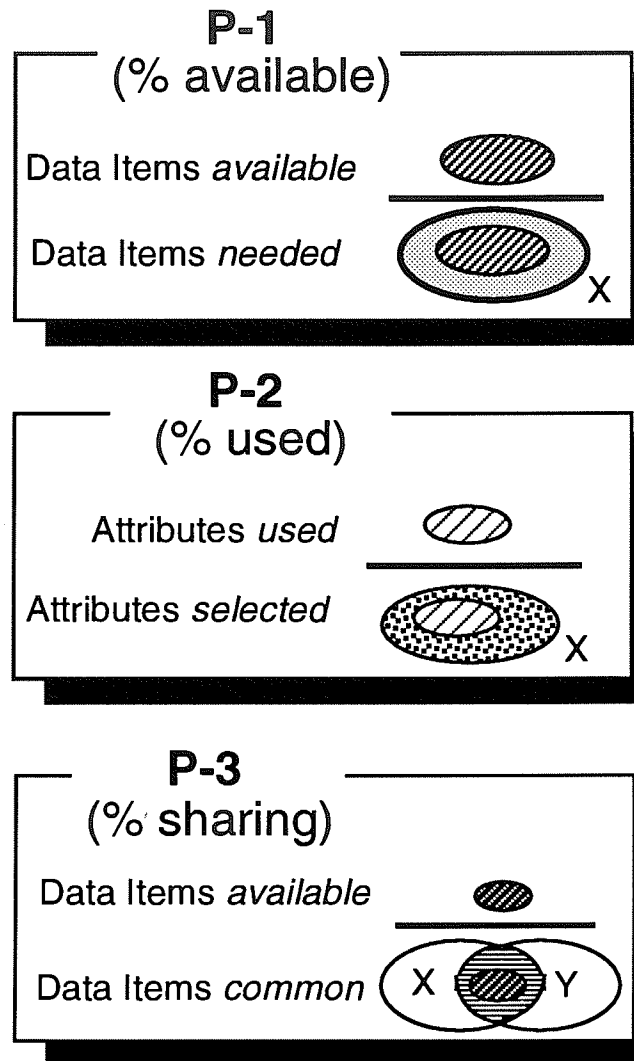 P-1
(% available)
Data Items available
Data Items needed
X
P-2
(% used)
Attributes used
Attributes selected
X
P-3
(% sharing)
Data Items available
Data Items common
X Y